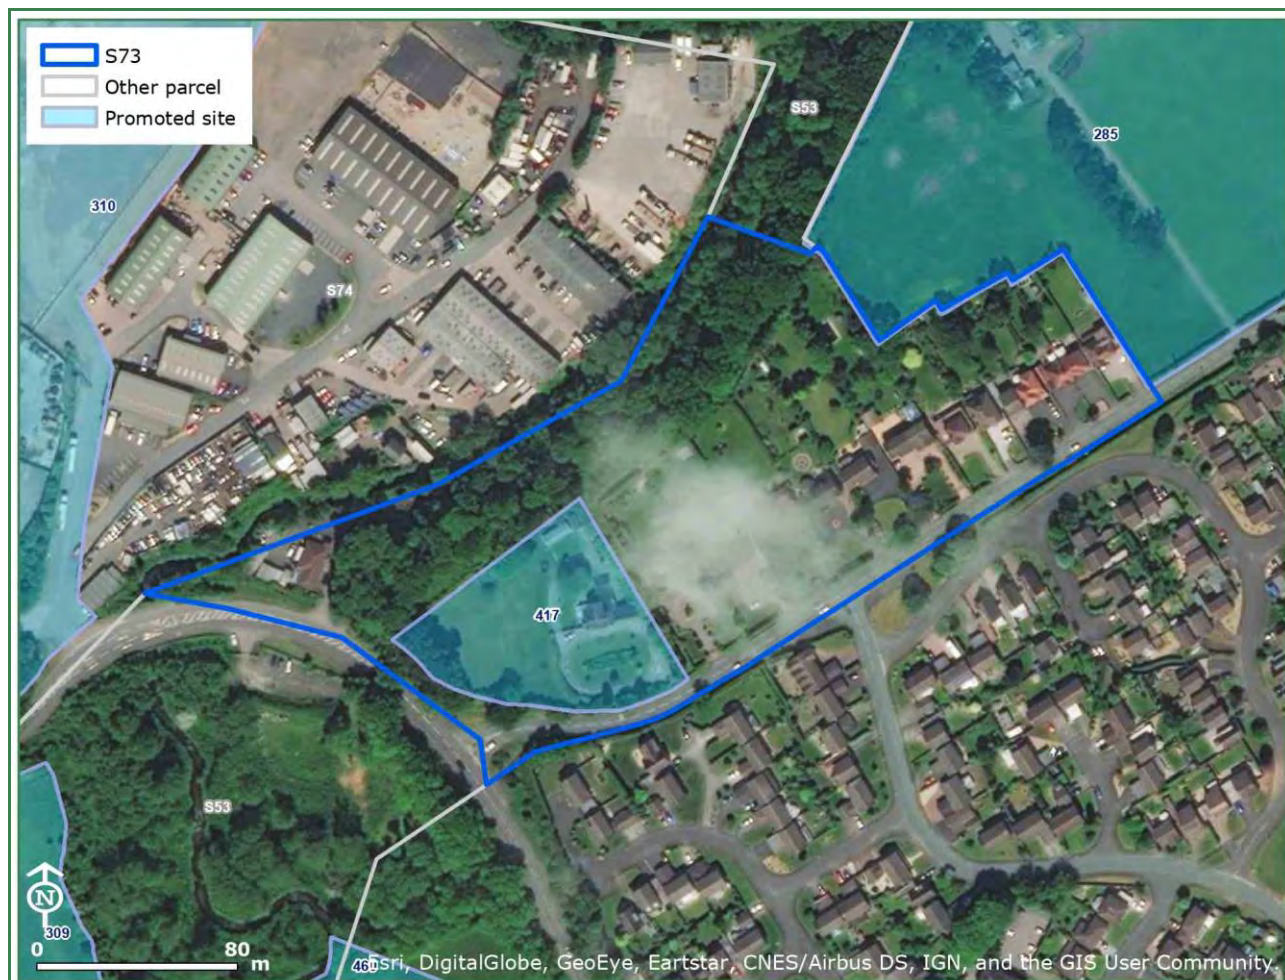 S73
Other parcel
Promoted site
S53
285
310
S74
417
S53
309
0 80
m
N
Esri, DigitalGlobe, GeoEye, Eartstar, CNES/Airbus DS, IGN, and the GIS User Community